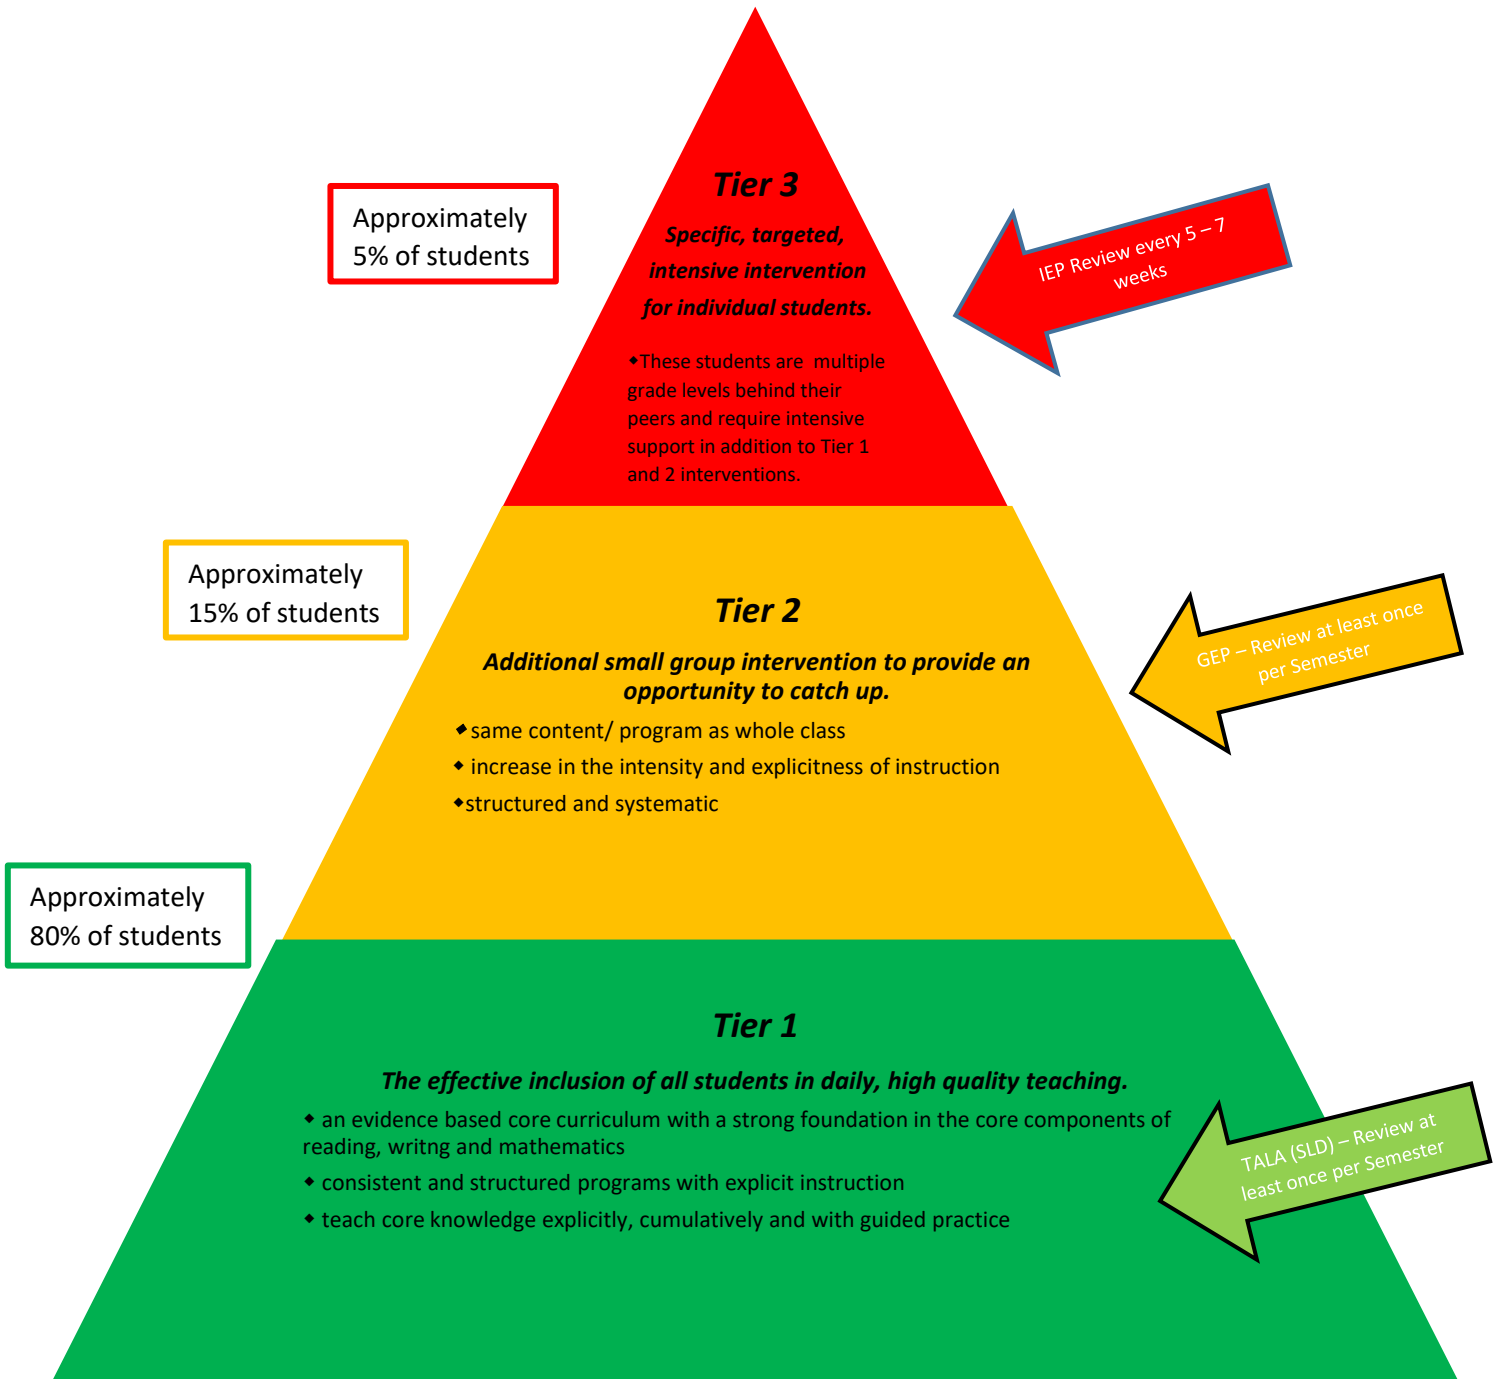 Tier 3
Specific, targeted,
intensive intervention
for individual students.
◆These students are  multiple
grade levels behind their
peers and require intensive
support in addition to Tier 1
and 2 interventions.
Approximately
5% of students
IEP Review every 5 – 7
weeks
Approximately
15% of students
Tier 2
Additional small group intervention to provide an
opportunity to catch up.
◆ same content/ program as whole class
◆ increase in the intensity and explicitness of instruction
◆structured and systematic
GEP – Review at least once
per Semester
Approximately
80% of students
Tier 1
The effective inclusion of all students in daily, high quality teaching.
◆ an evidence based core curriculum with a strong foundation in the core components of
reading, writng and mathematics
◆ consistent and structured programs with explicit instruction
◆ teach core knowledge explicitly, cumulatively and with guided practice
TALA (SLD) – Review at
least once per Semester